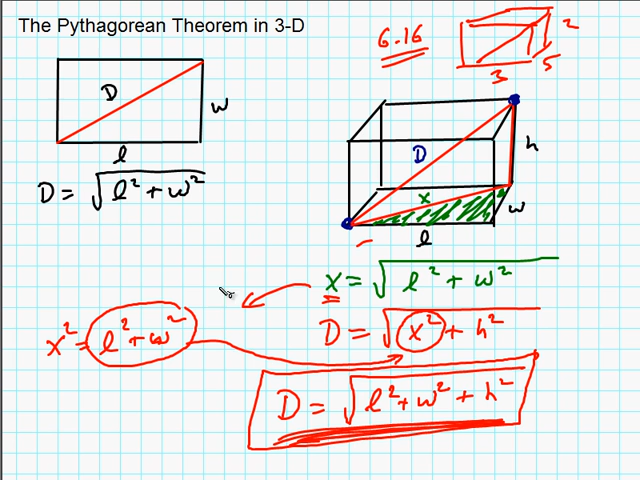 The Pythagorean Theorem in 3-D
6.16
2
5
3
D
w
l
D = √l² + w²
D
h
x
w
l
x = √l² + w²
D = √x² + h²
x² = l² + w²
D = √l² + w² + h²